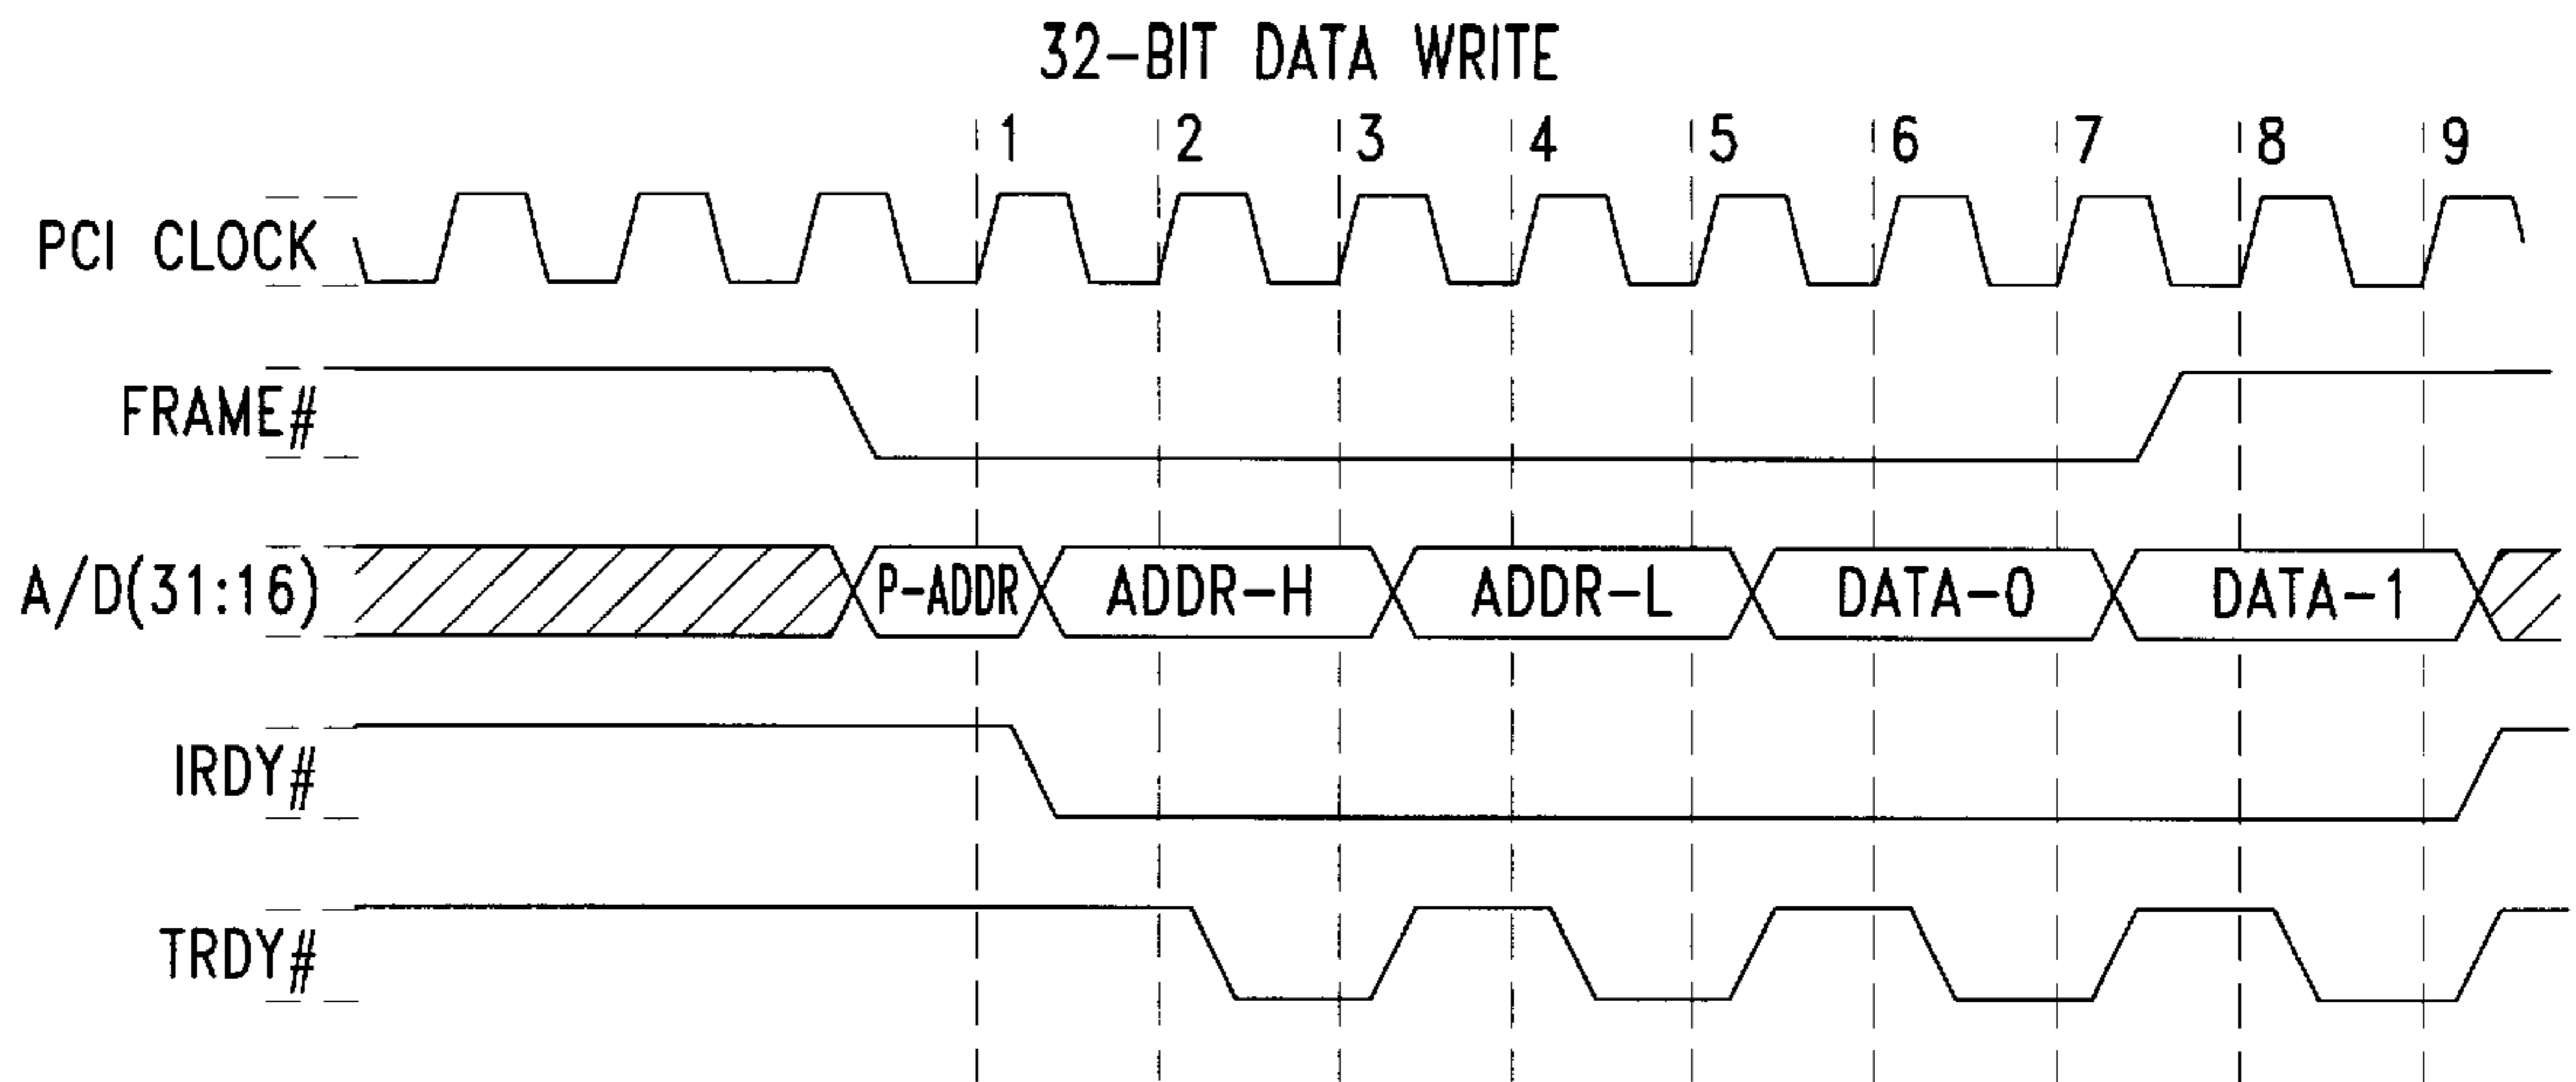 32-BIT DATA WRITE
1 2 3 4 5 6 7 8 9
PCI CLOCK
FRAME#
A/D(31:16) P-ADDR ADDR-H ADDR-L DATA-0 DATA-1
IRDY#
TRDY#